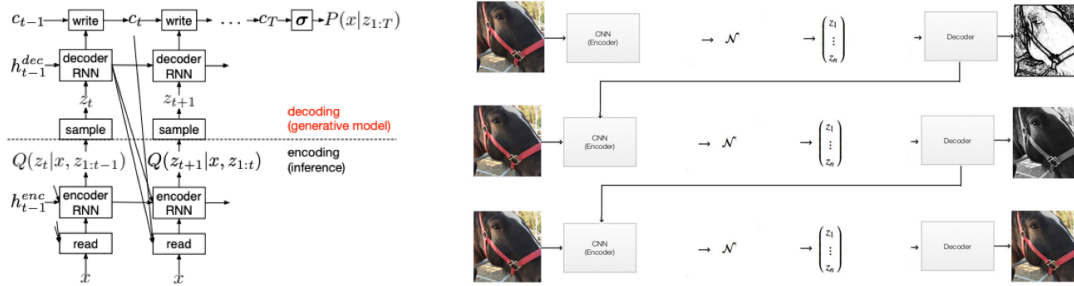 c_{t-1} write c_t write . . . c_T σ P(x|z_{1:T})
h_{t-1}^{dec} decoder RNN decoder RNN
z_t z_{t+1}
sample sample
decoding
(generative model)
Q(z_t|x, z_{1:t-1}) Q(z_{t+1}|x, z_{1:t})
encoding
(inference)
h_{t-1}^{enc} encoder RNN encoder RNN
read read
x x
CNN
(Encoder)
𝒩
z_1
⋮
z_n
Decoder
CNN
(Encoder)
𝒩
z_1
⋮
z_n
Decoder
CNN
(Encoder)
𝒩
z_1
⋮
z_n
Decoder